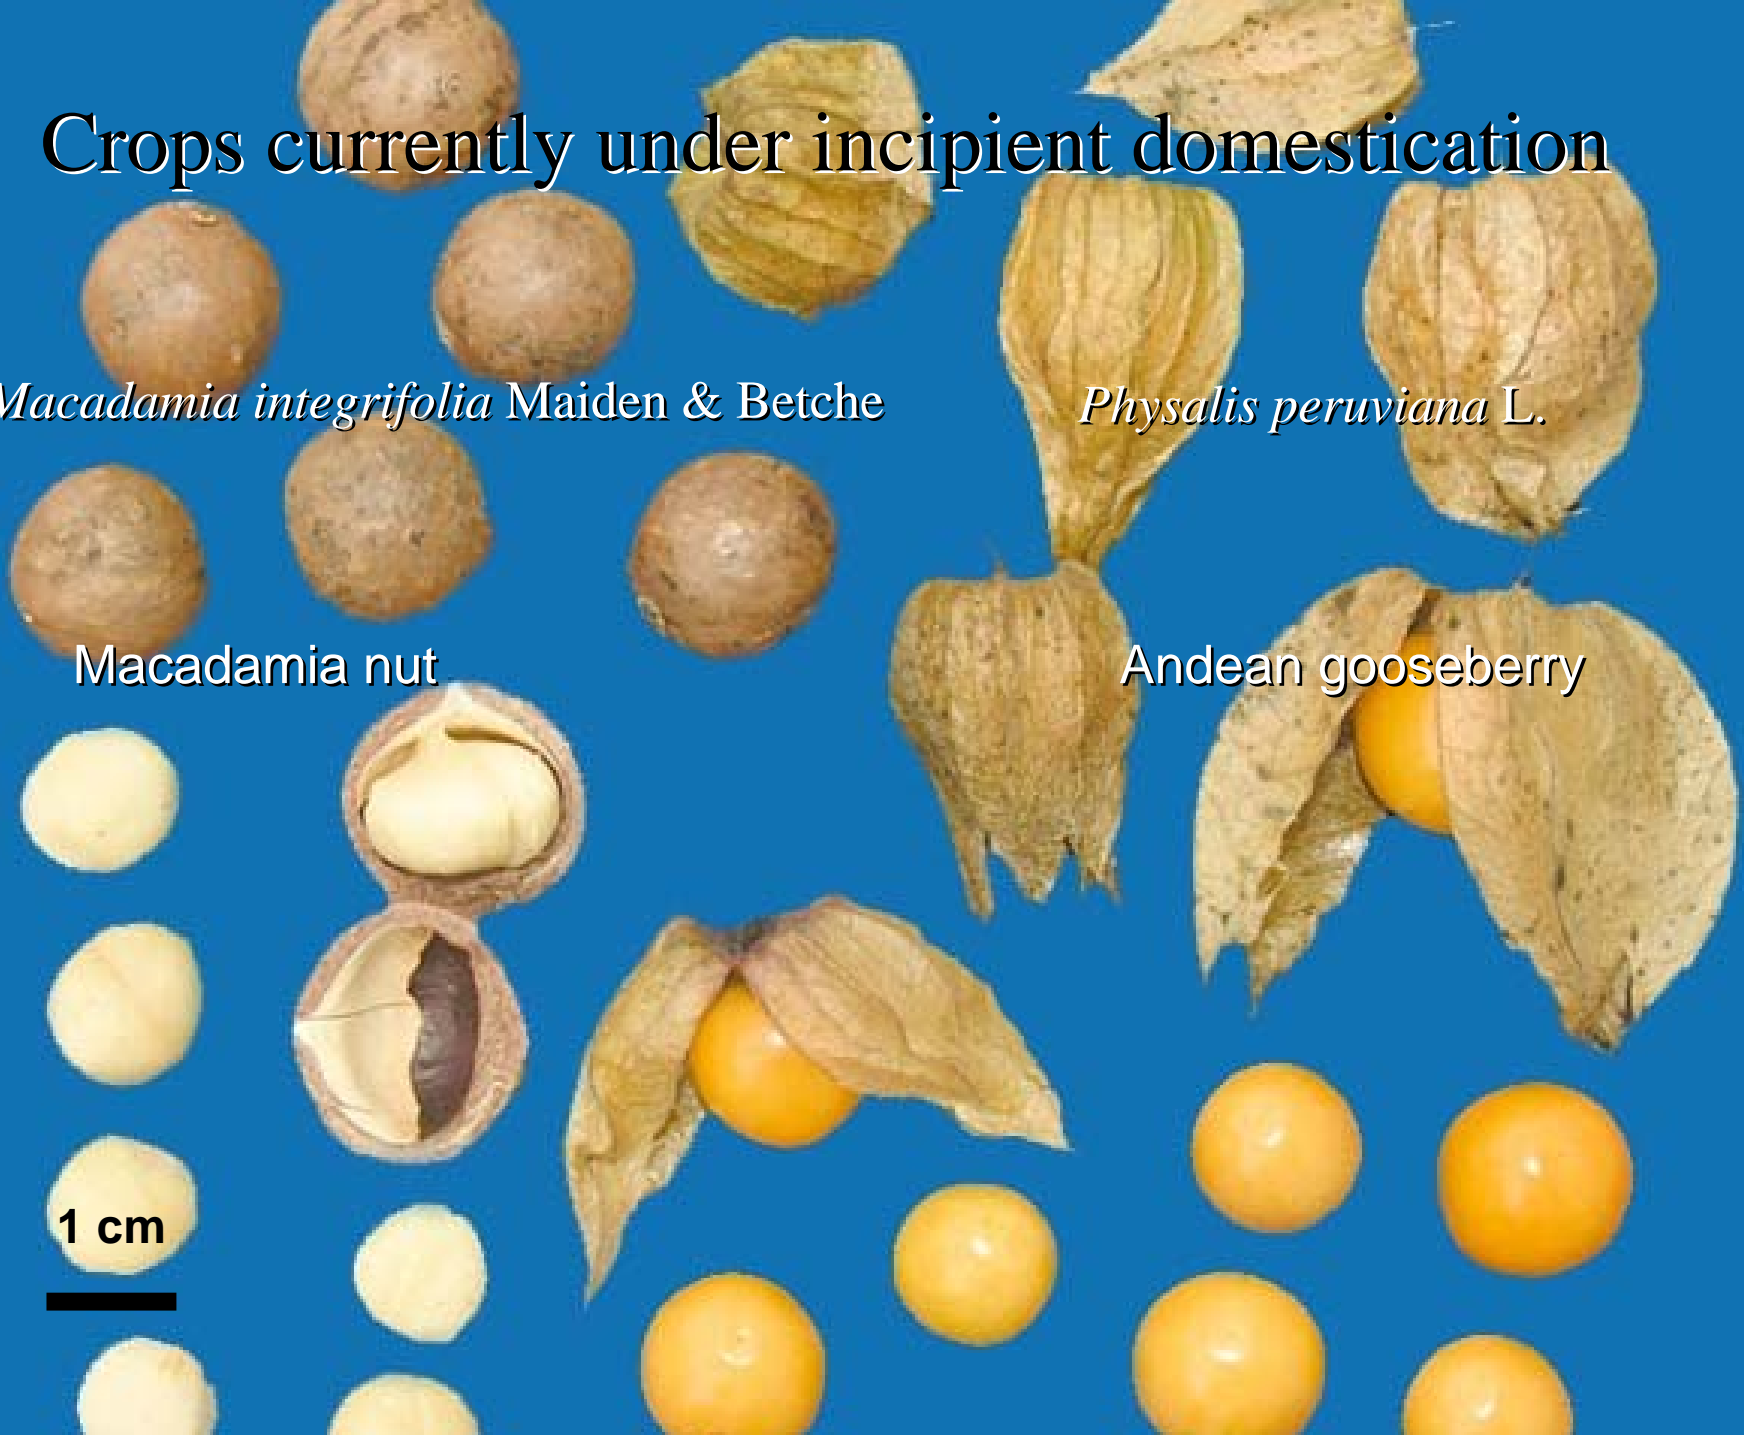 Crops currently under incipient domestication
Macadamia integrifolia Maiden & Betche
Physalis peruviana L.
Macadamia nut
Andean gooseberry
1 cm